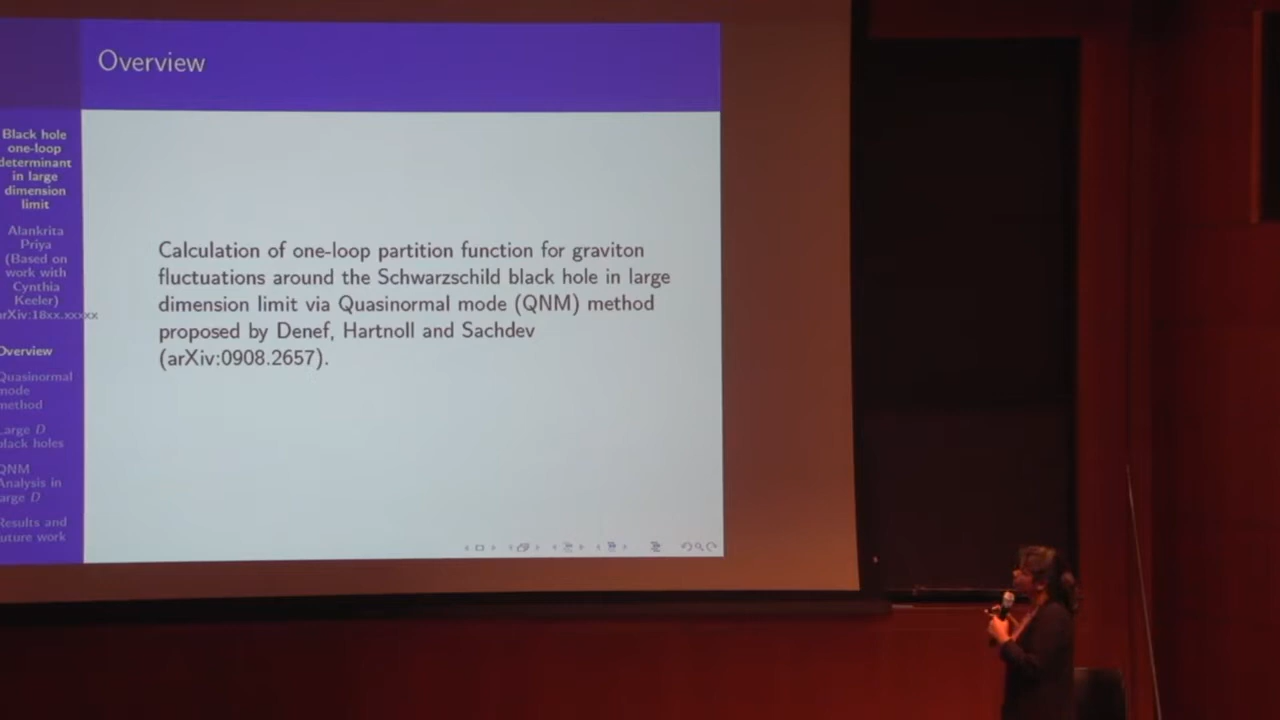 Overview
Black hole
one-loop
determinant
in large
dimension
limit
Alankrita
Priya
(Based on
work with
Cynthia
Keeler)
arXiv:18xx.xxxxx
Overview
Quasinormal
mode
method
Large D
black holes
QNM
Analysis in
large D
Results and
future work
Calculation of one-loop partition function for graviton
fluctuations around the Schwarzschild black hole in large
dimension limit via Quasinormal mode (QNM) method
proposed by Denef, Hartnoll and Sachdev
(arXiv:0908.2657).